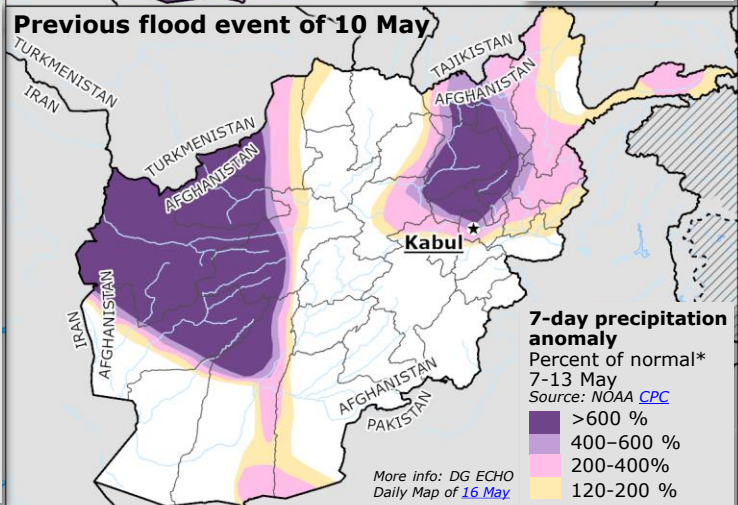 Previous flood event of 10 May
TURKMENISTAN
IRAN
TAJIKISTAN
AFGHANISTAN
TURKMENISTAN
AFGHANISTAN
Kabul
IRAN
AFGHANISTAN
AFGHANISTAN
PAKISTAN
7-day precipitation
anomaly
Percent of normal*
7-13 May
Source: NOAA CPC
>600 %
400–600 %
200-400%
120-200 %
More info: DG ECHO
Daily Map of 16 May